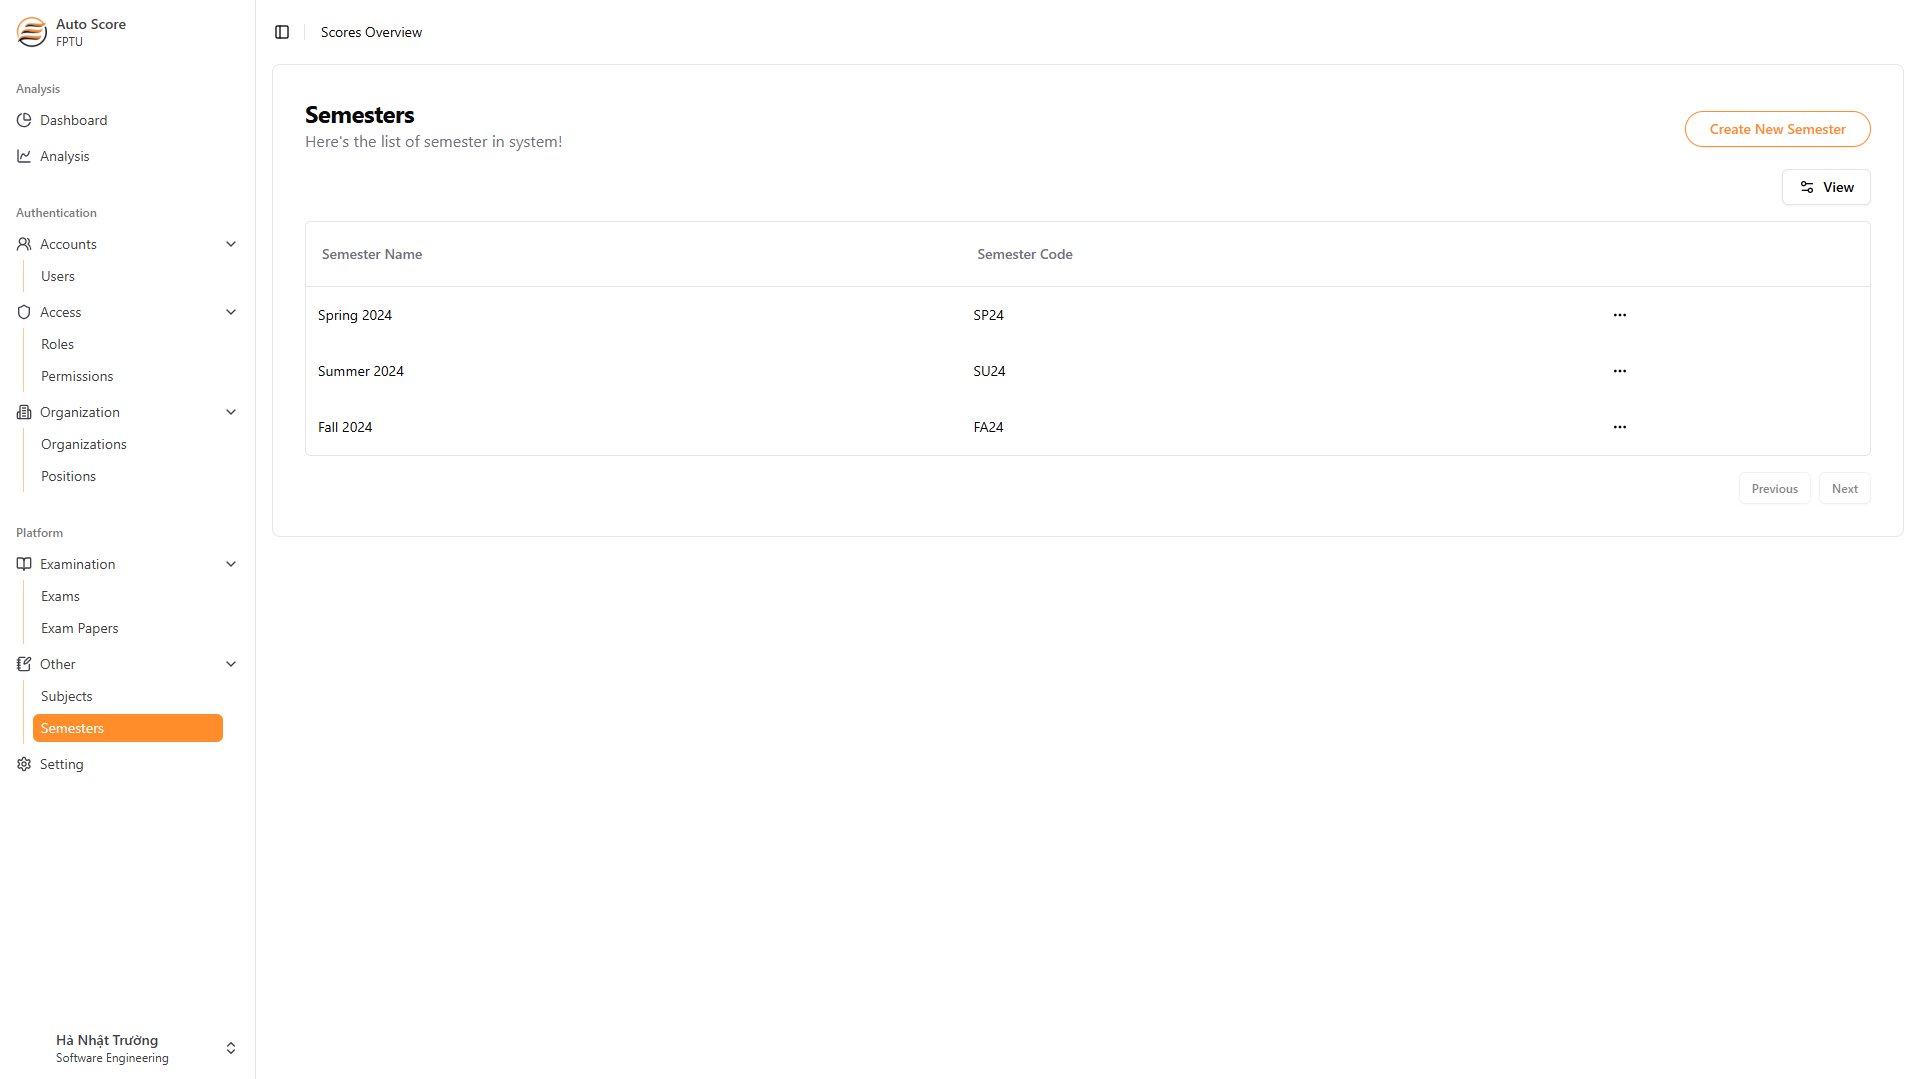 Auto Score
FPTU
Analysis
Dashboard
Analysis
Authentication
Accounts
Users
Access
Roles
Permissions
Organization
Organizations
Positions
Platform
Examination
Exams
Exam Papers
Other
Subjects
Semesters
Setting
Hà Nhật Trường
Software Engineering
Scores Overview
Semesters
Here's the list of semester in system!
Create New Semester
View
Semester Name Semester Code
Spring 2024 SP24
Summer 2024 SU24
Fall 2024 FA24
Previous Next